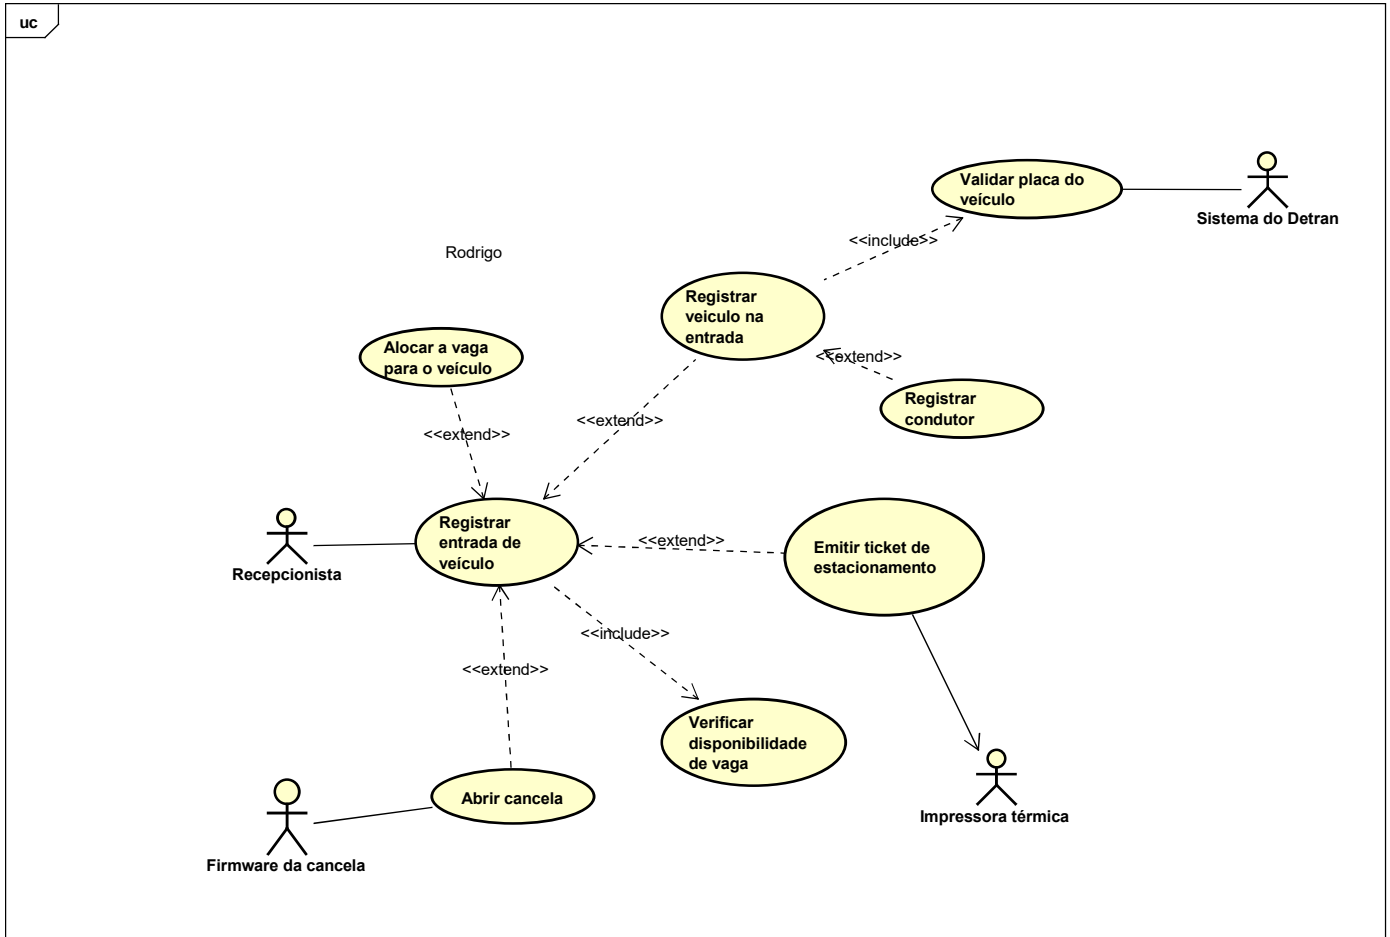 uc
Validar placa do
veículo
Sistema do Detran
<<include>>
Rodrigo
Registrar
veiculo na
entrada
Alocar a vaga
para o veículo
<<extend>>
Registrar
condutor
<<extend>>
<<extend>>
Registrar
entrada de
veículo
Recepcionista
<<extend>>
Emitir ticket de
estacionamento
<<include>>
<<extend>>
Verificar
disponibilidade
de vaga
Abrir cancela
Firmware da cancela
Impressora térmica